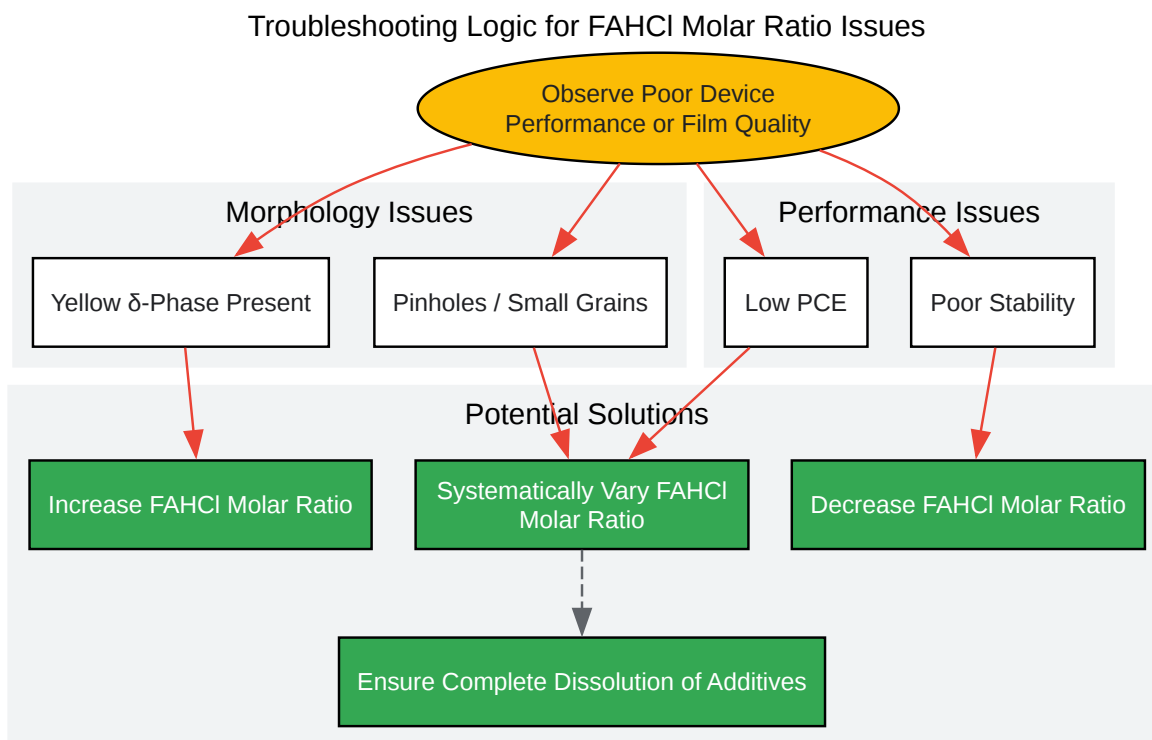 Troubleshooting Logic for FAHCl Molar Ratio Issues
Observe Poor Device
Performance or Film Quality
Morphology Issues
Performance Issues
Yellow δ-Phase Present
Pinholes / Small Grains
Low PCE
Poor Stability
Potential Solutions
Increase FAHCl Molar Ratio
Systematically Vary FAHCl
Molar Ratio
Decrease FAHCl Molar Ratio
Ensure Complete Dissolution of Additives